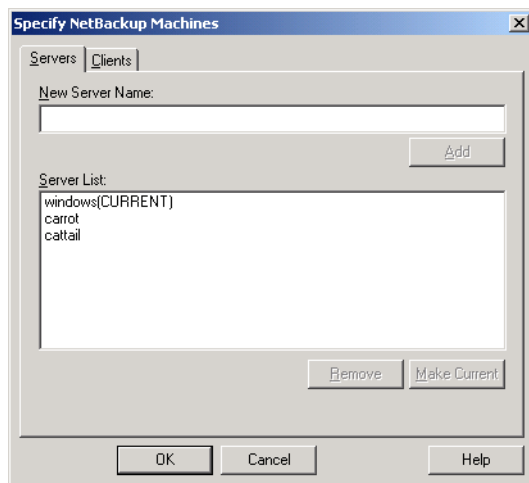 Specify NetBackup Machines
Servers
Clients
New Server Name:
Add
Server List:
windows(CURRENT)
carrot
cattail
Remove
Make Current
OK
Cancel
Help